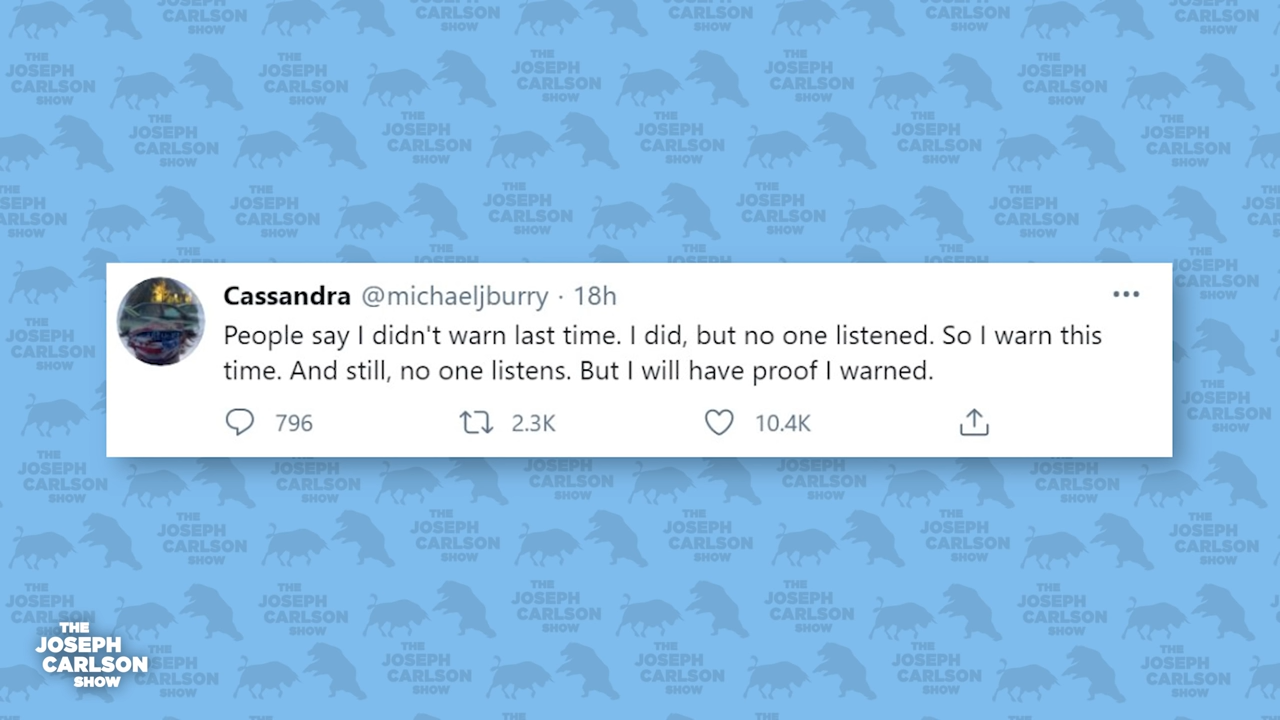 Cassandra @michaeljburry · 18h
People say I didn't warn last time. I did, but no one listened. So I warn this
time. And still, no one listens. But I will have proof I warned.
796 2.3K 10.4K
THE
JOSEPH
CARLSON
SHOW